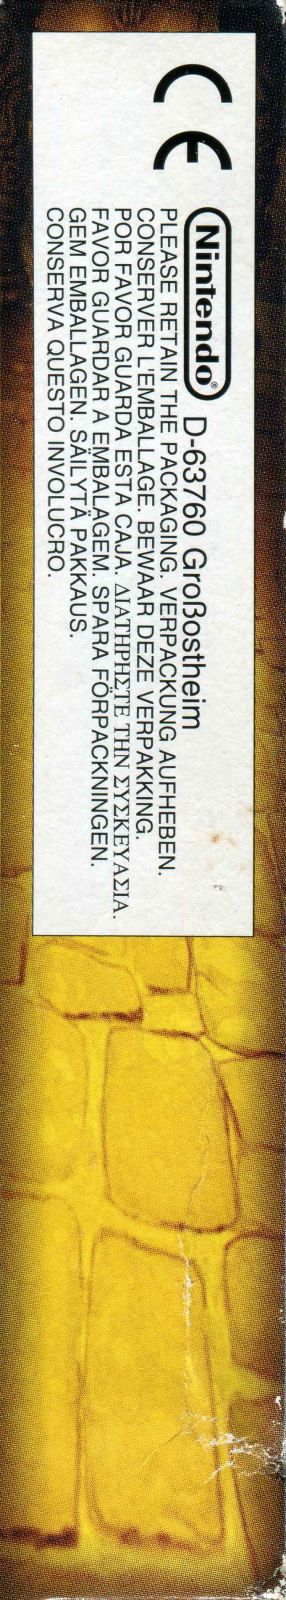 CE
Nintendo® D-63760 Großostheim
PLEASE RETAIN THE PACKAGING. VERPACKUNG AUFHEBEN.
CONSERVER L'EMBALLAGE. BEWAAR DEZE VERPAKKING.
POR FAVOR GUARDA ESTA CAJA. ΔΙΑΤΗΡΗΣΤΕ ΤΗΝ ΣΥΣΚΕΥΑΣΙΑ.
FAVOR GUARDAR A EMBALAGEM. SPARA FÖRPACKNINGEN.
GEM EMBALLAGEN. SÄILYTÄ PAKKAUS.
CONSERVA QUESTO INVOLUCRO.